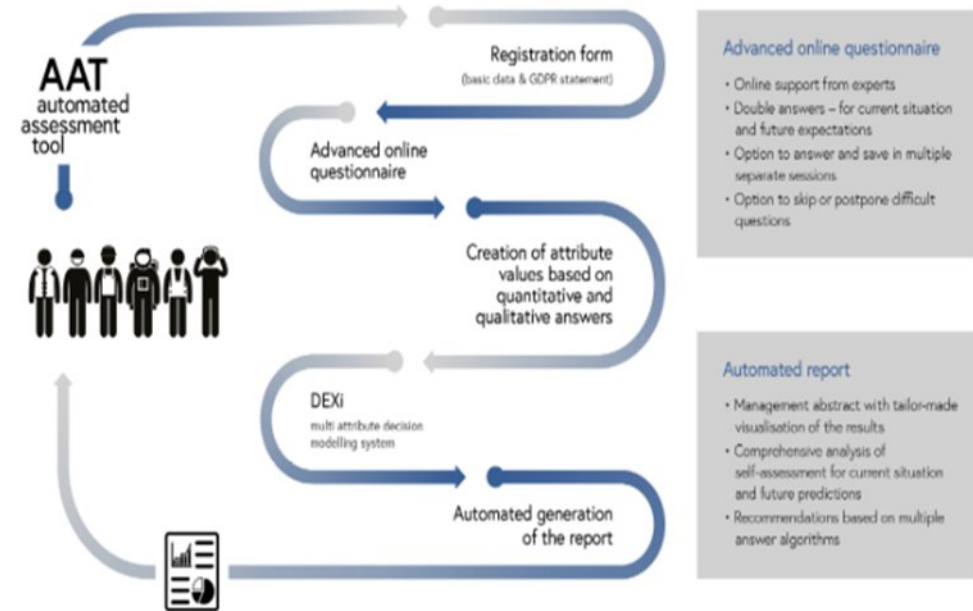 AAT
automated
assessment
tool
Registration form
(basic data & GDPR statement)
Advanced online
questionnaire
Creation of attribute
values based on
quantitative and
qualitative answers
DEXi
multi attribute decision
modelling system
Automated generation
of the report
Advanced online questionnaire
• Online support from experts
• Double answers – for current situation
and future expectations
• Option to answer and save in multiple
separate sessions
• Option to skip or postpone difficult
questions
Automated report
• Management abstract with tailor-made
visualisation of the results
• Comprehensive analysis of
self-assessment for current situation
and future predictions
• Recommendations based on multiple
answer algorithms